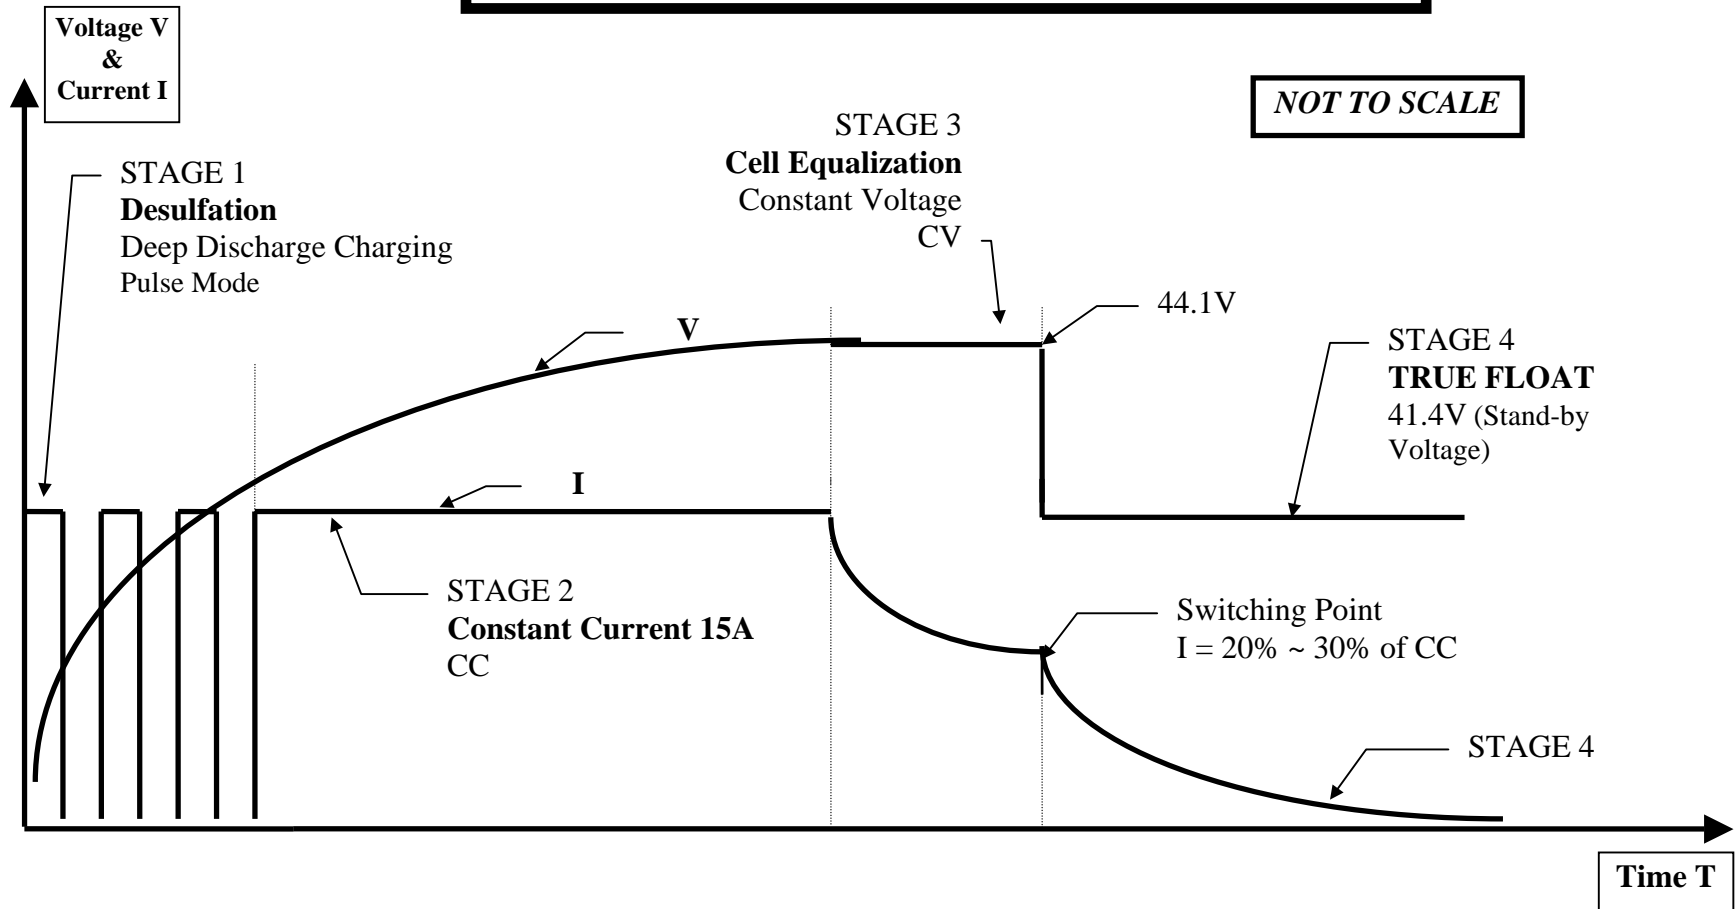 Voltage V
&
Current I
NOT TO SCALE
STAGE 1
Desulfation
Deep Discharge Charging
Pulse Mode
STAGE 3
Cell Equalization
Constant Voltage
CV
44.1V
V
STAGE 4
TRUE FLOAT
41.4V (Stand-by
Voltage)
I
STAGE 2
Constant Current 15A
CC
Switching Point
I = 20% ~ 30% of CC
STAGE 4
Time T